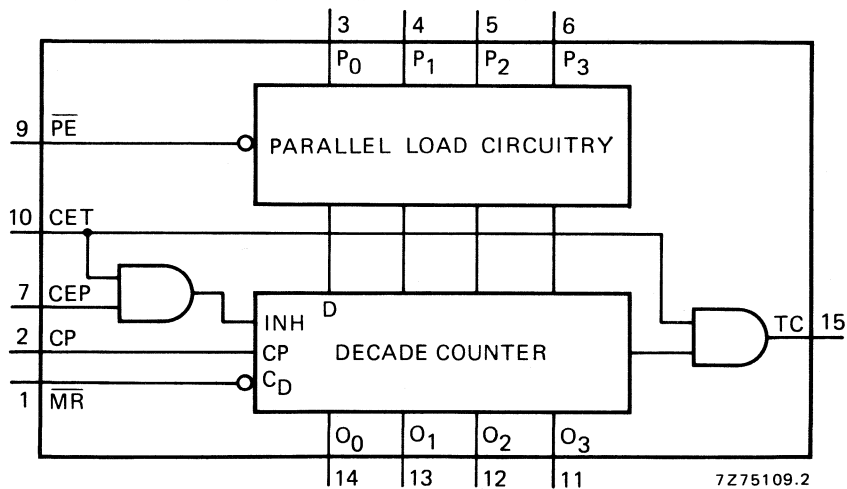 3 4 5 6
P0 P1 P2 P3
9 PE
PARALLEL LOAD CIRCUITRY
10 CET
7 CEP
D
INH
TC 15
2 CP
CP
DECADE COUNTER
CD
1 MR
O0 O1 O2 O3
14 13 12 11
7Z75109.2